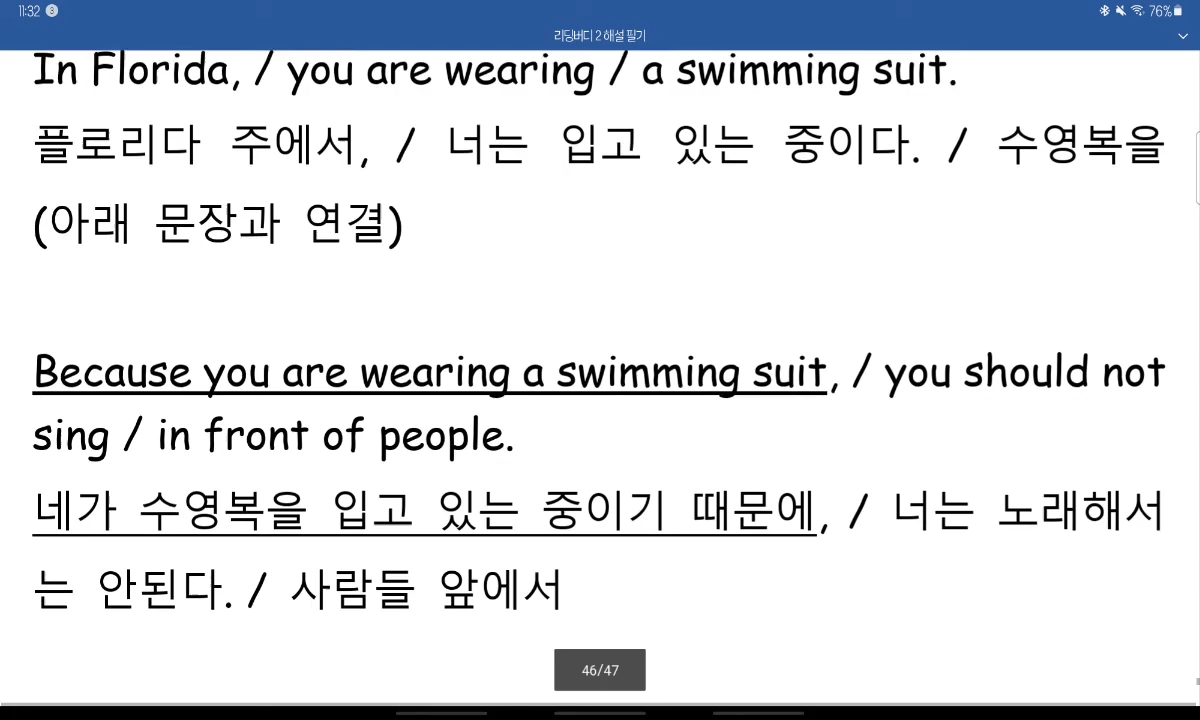 11:32 3 76%
리딩버디 2 해설 필기
In Florida, / you are wearing / a swimming suit.
플로리다 주에서, / 너는 입고 있는 중이다. / 수영복을
(아래 문장과 연결)
Because you are wearing a swimming suit, / you should not
sing / in front of people.
네가 수영복을 입고 있는 중이기 때문에, / 너는 노래해서
는 안된다. / 사람들 앞에서
46/47